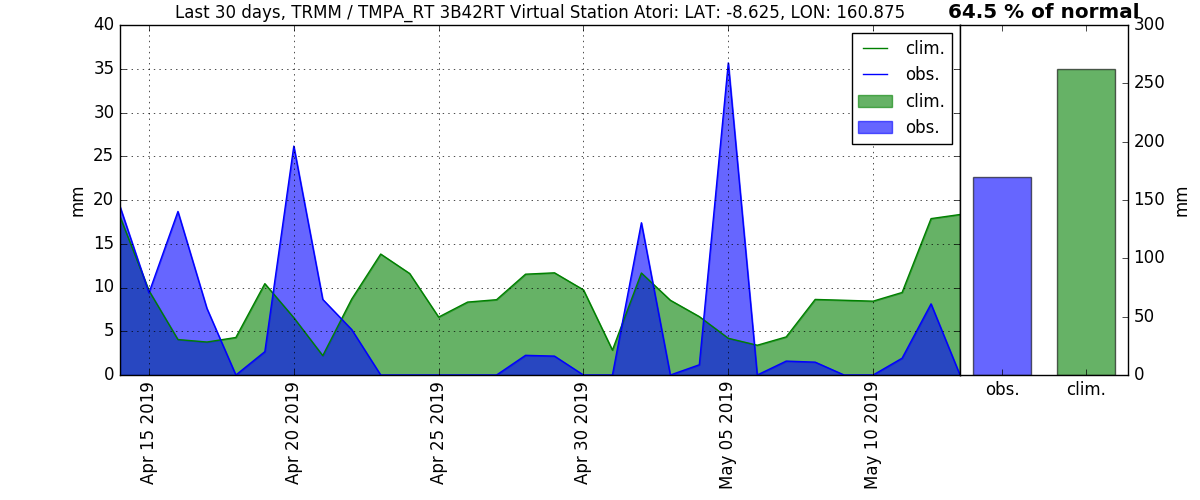 Last 30 days, TRMM / TMPA_RT 3B42RT Virtual Station Atori: LAT: -8.625, LON: 160.875
64.5 % of normal
40
35
30
25
20
15
10
5
0
mm
clim.
obs.
clim.
obs.
300
250
200
150
100
50
0
mm
Apr 15 2019
Apr 20 2019
Apr 25 2019
Apr 30 2019
May 05 2019
May 10 2019
obs.
clim.